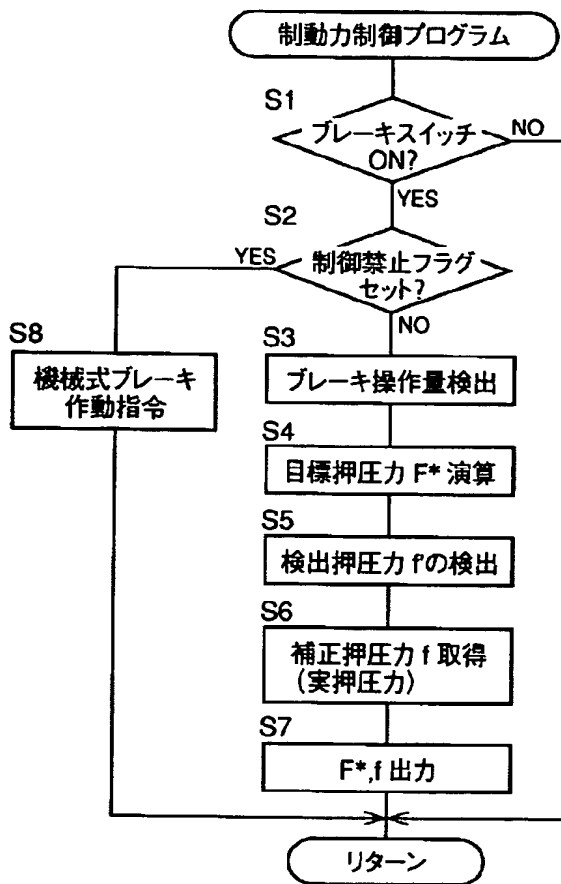 制動力制御プログラム
S1
ブレーキスイッチ
ON?
NO
YES
S2
制御禁止フラグ
セット?
YES
NO
S8
機械式ブレーキ
作動指令
S3
ブレーキ操作量検出
S4
目標押圧力 F* 演算
S5
検出押圧力 f'の検出
S6
補正押圧力 f 取得
(実押圧力)
S7
F*,f 出力
リターン